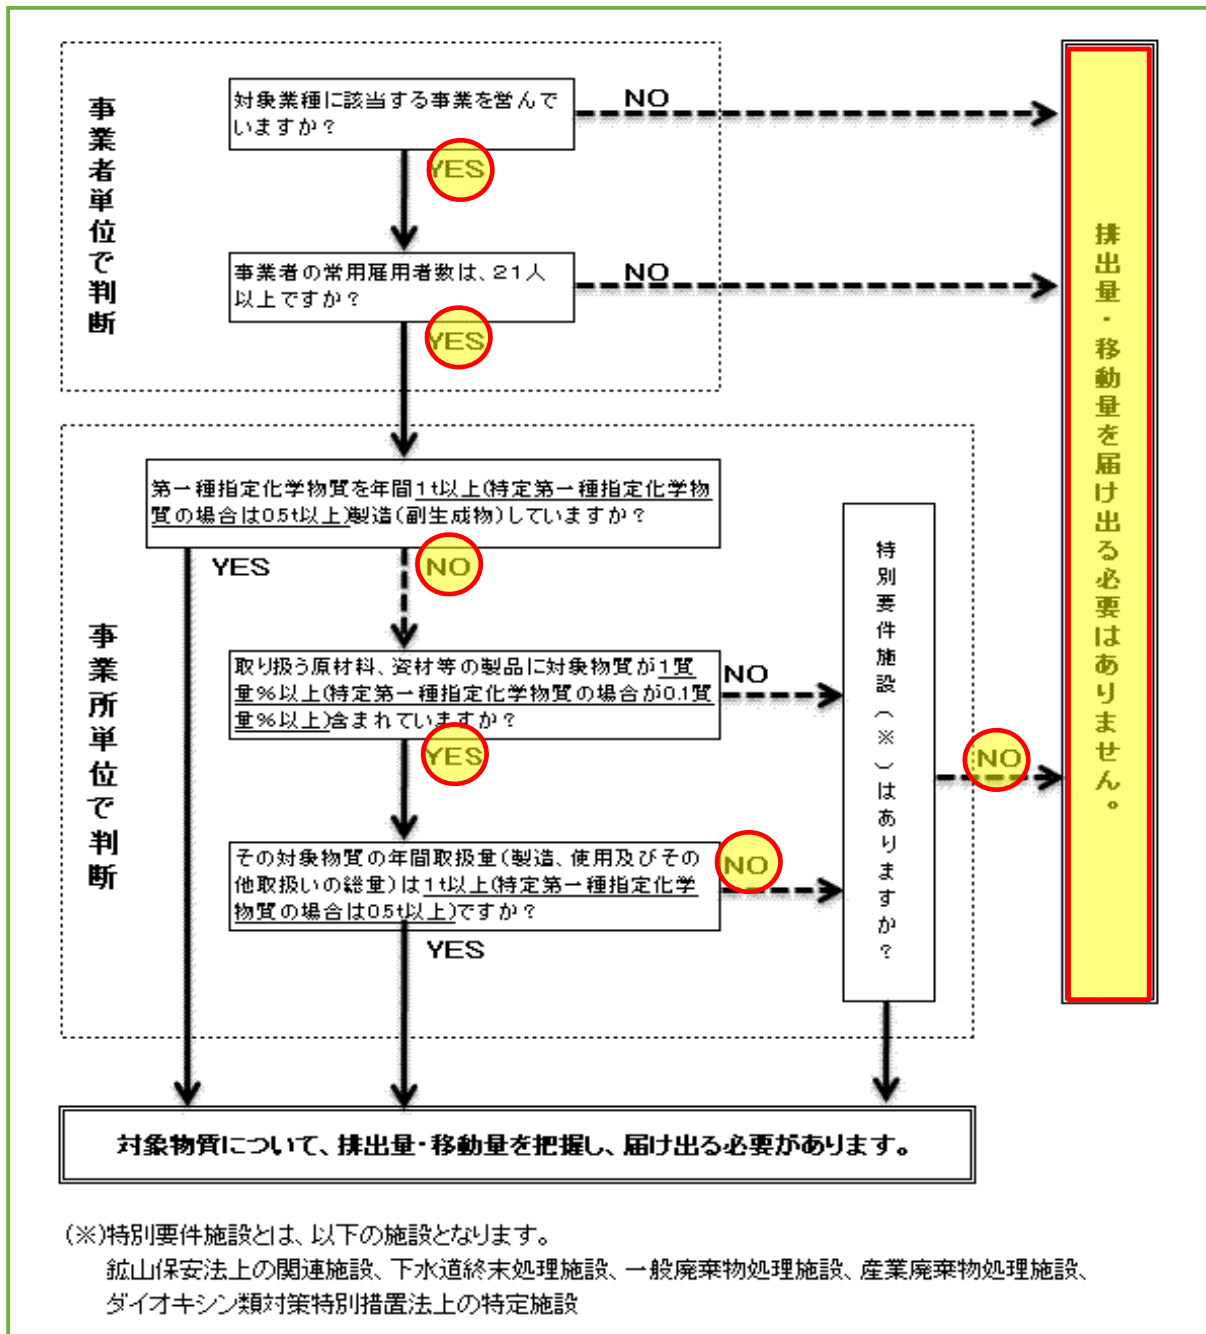 事業者単位で判断
対象業種に該当する事業を営んで
いますか？
NO
YES
事業者の常用雇用者数は、21人
以上ですか？
NO
YES
事業所単位で判断
第一種指定化学物質を年間1t以上(特定第一種指定化学物
質の場合は0.5t以上)製造(副生成物)していますか？
YES
NO
取り扱う原材料、資材等の製品に対象物質が1質
量%以上(特定第一種指定化学物質の場合が0.1質
量%以上)含まれていますか？
NO
YES
その対象物質の年間取扱量(製造、使用及びその
他取扱いの総量)は1t以上(特定第一種指定化学
物質の場合は0.5t以上)ですか？
NO
YES
特別要件施設(※)はありますか？
NO
排出量・移動量を届け出る必要はありません。
対象物質について、排出量・移動量を把握し、届け出る必要があります。
(※)特別要件施設とは、以下の施設となります。
鉱山保安法上の関連施設、下水道終末処理施設、一般廃棄物処理施設、産業廃棄物処理施設、
ダイオキシン類対策特別措置法上の特定施設